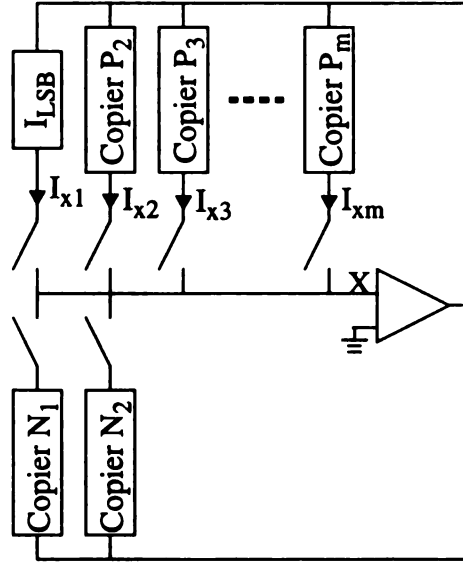 I_LSB
Copier P_2
Copier P_3
Copier P_m
I_x1
I_x2
I_x3
I_xm
X
Copier N_1
Copier N_2